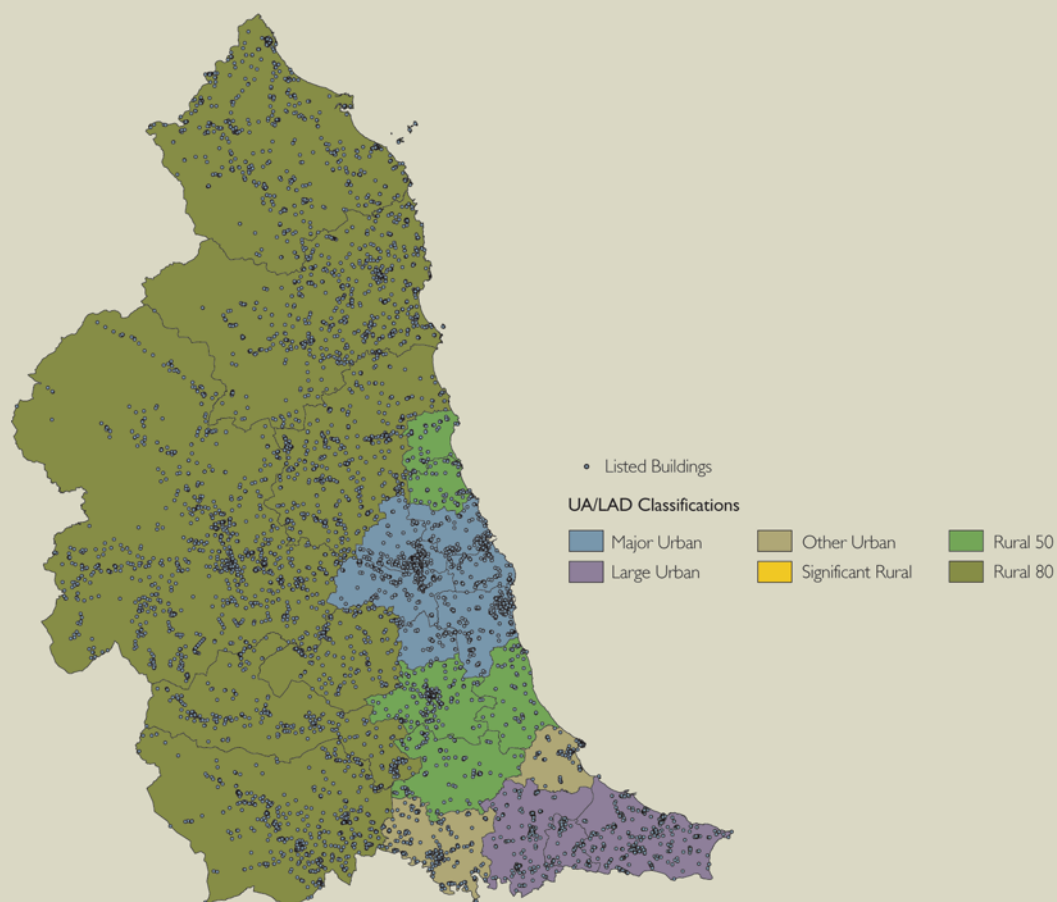 Listed Buildings
UA/LAD Classifications
Major Urban
Other Urban
Rural 50
Large Urban
Significant Rural
Rural 80